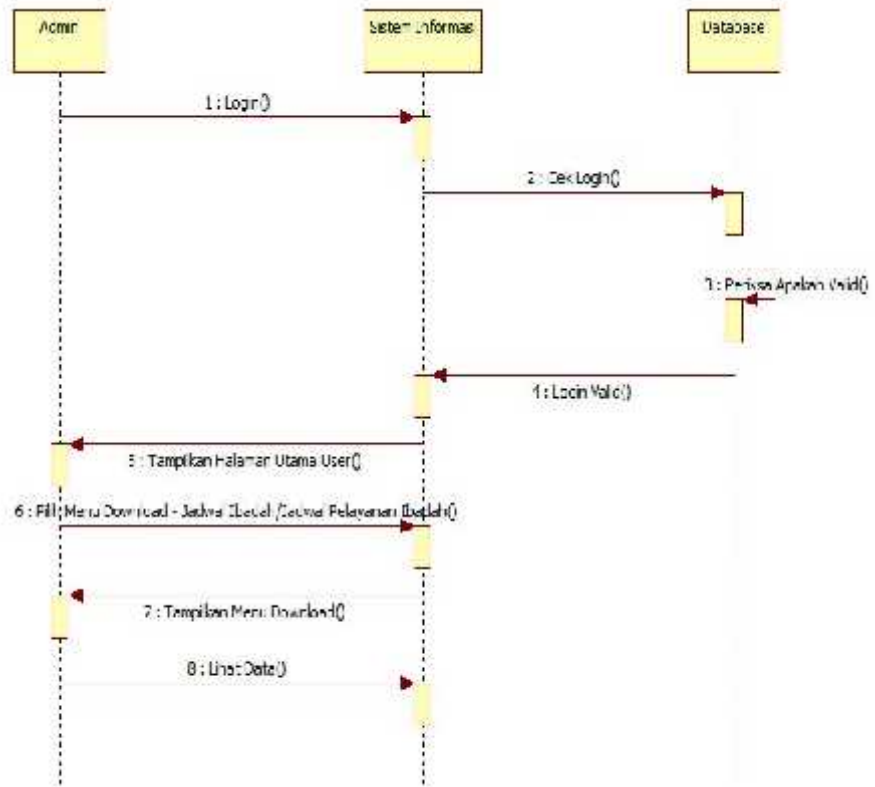 Admin
Sistem Informasi
Database
1 : Login()
2 : Cek Login()
3 : Periksa Apakah Valid()
4 : Login Valid()
5 : Tampilkan Halaman Utama User()
6 : Pilih Menu Download - Jadwal Ibadah/Jadwal Pelayanan Ibadah()
7 : Tampilkan Menu Download()
8 : Lihat Data()